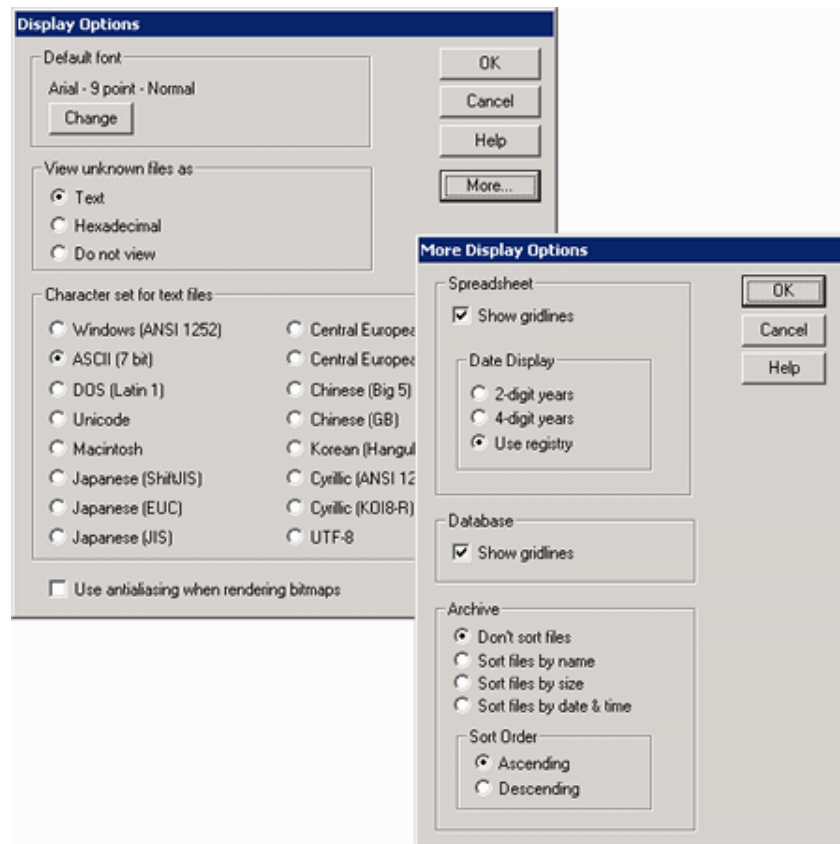 Display Options
Default font
Arial - 9 point - Normal
Change
OK
Cancel
Help
More...
View unknown files as
Text
Hexadecimal
Do not view
Character set for text files
Windows (ANSI 1252)
ASCII (7 bit)
DOS (Latin 1)
Unicode
Macintosh
Japanese (ShiftJIS)
Japanese (EUC)
Japanese (JIS)
Central Europea
Central Europea
Chinese (Big 5)
Chinese (GB)
Korean (Hangul
Cyrillic (ANSI 12
Cyrillic (KOI8-R)
UTF-8
Use antialiasing when rendering bitmaps
More Display Options
Spreadsheet
Show gridlines
Date Display
2-digit years
4-digit years
Use registry
OK
Cancel
Help
Database
Show gridlines
Archive
Don't sort files
Sort files by name
Sort files by size
Sort files by date & time
Sort Order
Ascending
Descending